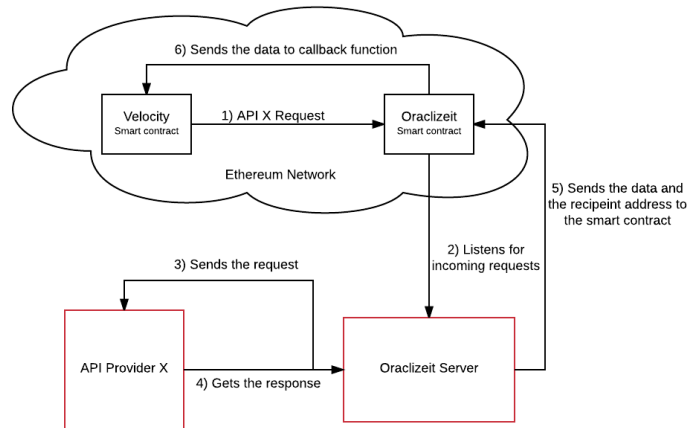 6) Sends the data to callback function
Velocity
Smart contract
1) API X Request
Oraclizeit
Smart contract
Ethereum Network
5) Sends the data and
the recipeint address to
the smart contract
2) Listens for
incoming requests
3) Sends the request
API Provider X
4) Gets the response
Oraclizeit Server